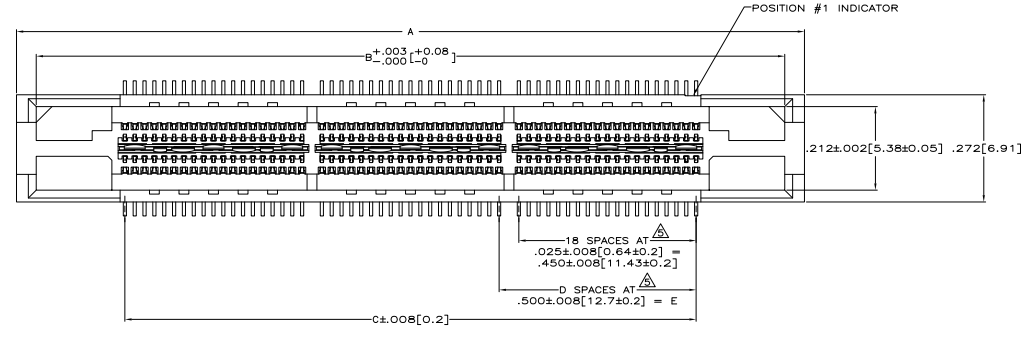 POSITION #1 INDICATOR
A
B+.003[+0.08
-.000[-0 ]
.212±.002[5.38±0.05] .272[6.91]
18 SPACES AT 5
.025±.008[0.64±0.2] =
.450±.008[11.43±0.2]
D SPACES AT 5
.500±.008[12.7±0.2] = E
C±.008[0.2]